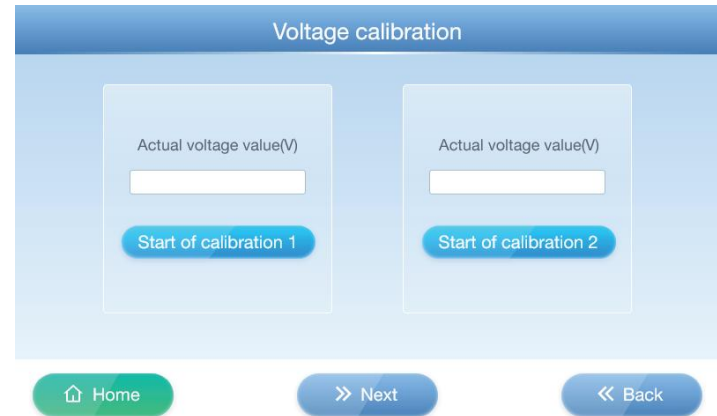 Voltage calibration
Actual voltage value(V)
Start of calibration 1
Actual voltage value(V)
Start of calibration 2
Home
Next
Back